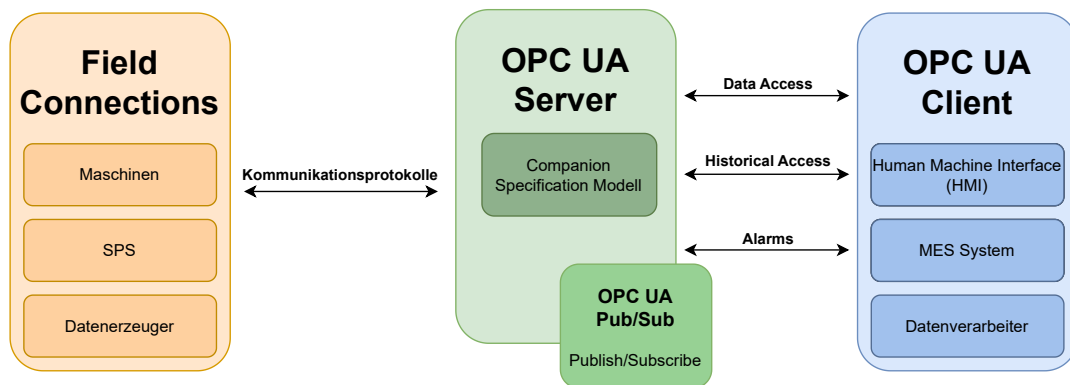 Field
Connections
Maschinen
SPS
Datenerzeuger
Kommunikationsprotokolle
OPC UA
Server
Companion
Specification Modell
OPC UA
Pub/Sub
Publish/Subscribe
Data Access
Historical Access
Alarms
OPC UA
Client
Human Machine Interface
(HMI)
MES System
Datenverarbeiter